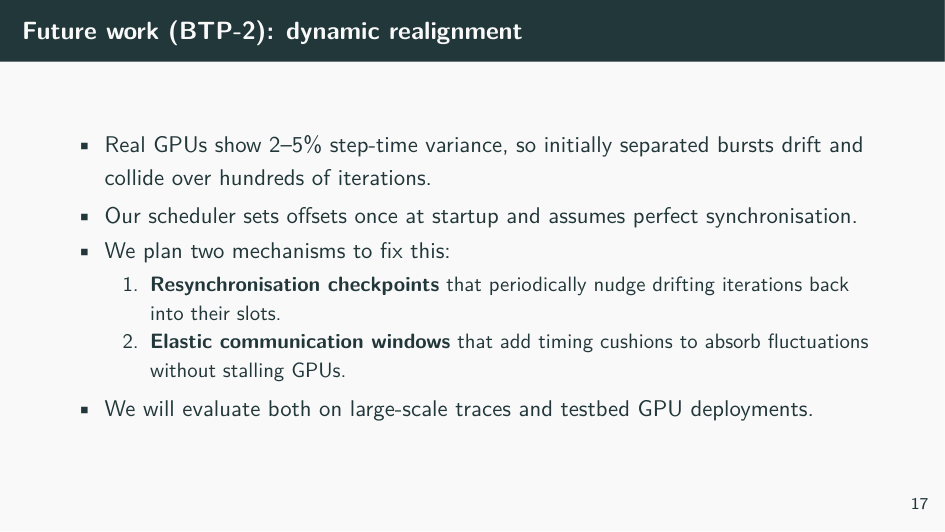 Future work (BTP-2): dynamic realignment
▪ Real GPUs show 2–5% step-time variance, so initially separated bursts drift and
collide over hundreds of iterations.
▪ Our scheduler sets offsets once at startup and assumes perfect synchronisation.
▪ We plan two mechanisms to fix this:
1. Resynchronisation checkpoints that periodically nudge drifting iterations back
into their slots.
2. Elastic communication windows that add timing cushions to absorb fluctuations
without stalling GPUs.
▪ We will evaluate both on large-scale traces and testbed GPU deployments.
17